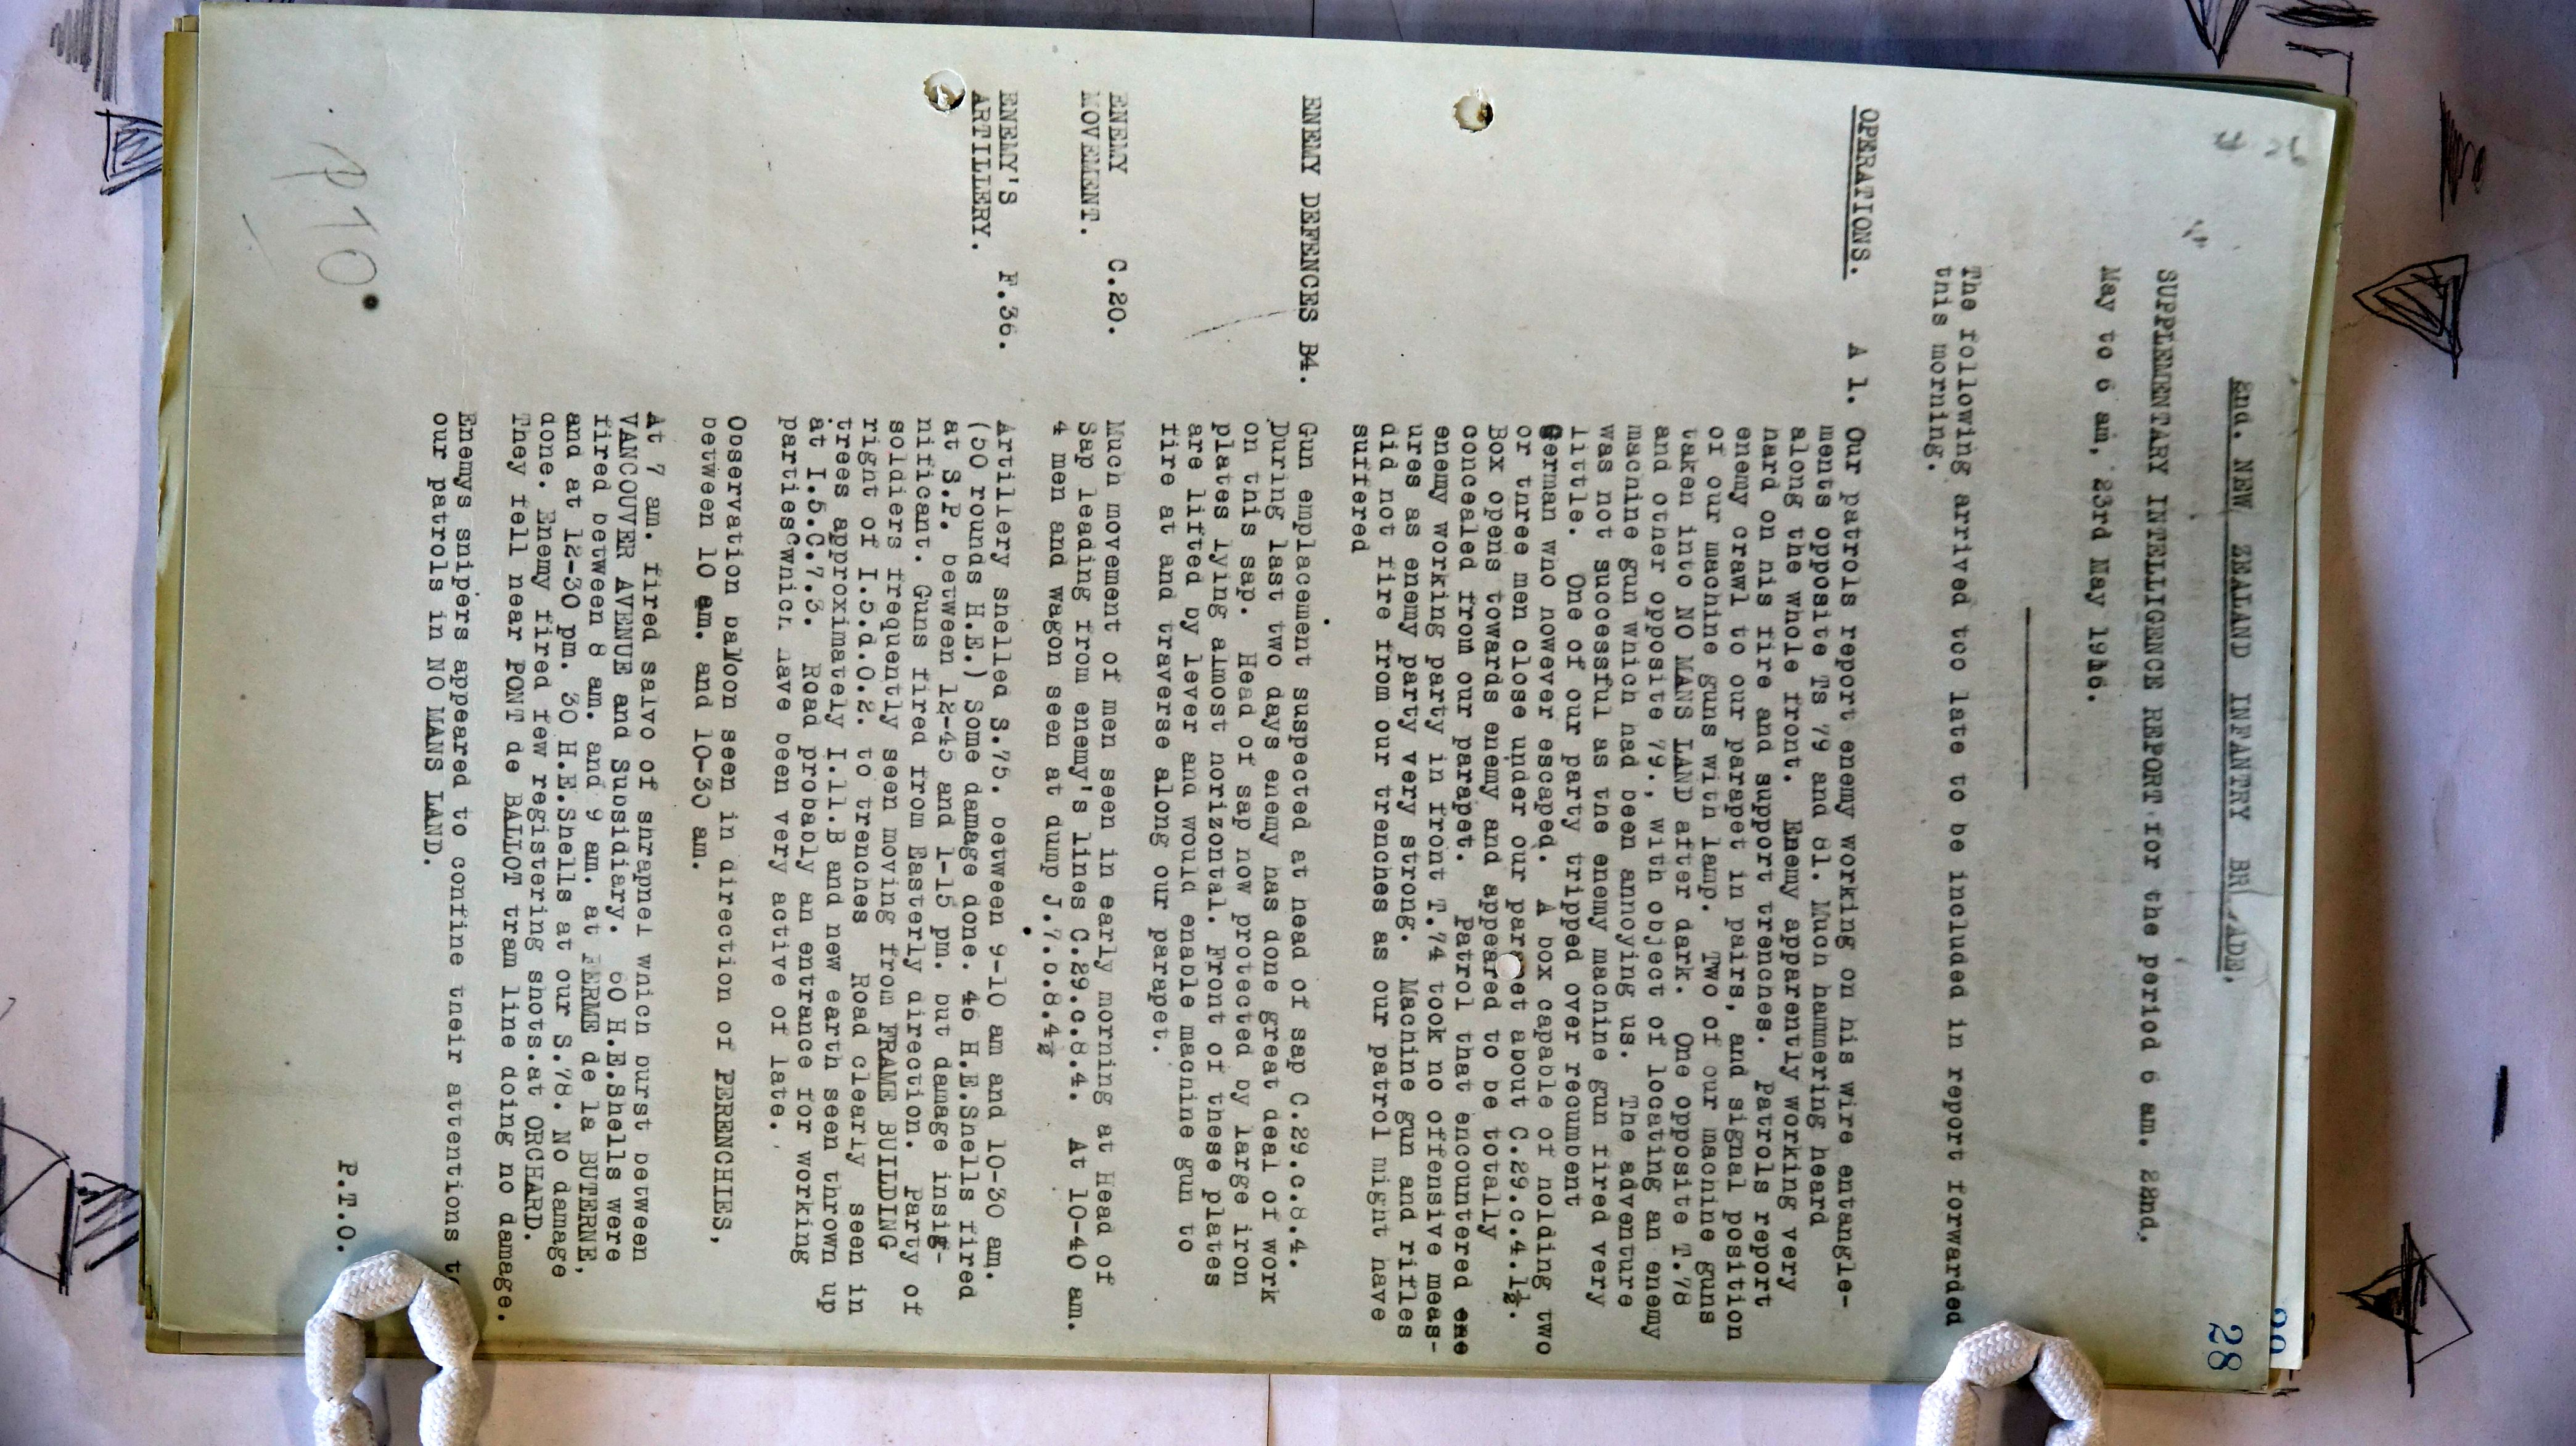 4 26
28
2nd. NEW ZEALAND INFANTRY BRIGADE.
SUPPLEMENTARY INTELLIGENCE REPORT for the period 6 am. 22nd.
May to 6 am, 23rd May 1916.
The following arrived too late to be included in report forwarded
this morning.
OPERATIONS. A 1. Our patrols report enemy working on his wire entangle-
ments opposite Ts 79 and 81. Much hammering heard
along the whole front. Enemy apparently working very
hard on his fire and support trenches. Patrols report
enemy crawl to our parapet in pairs, and signal position
of our machine guns with lamp. Two of our machine guns
taken into NO MANS LAND after dark. One opposite T.78
and other opposite 79., with object of locating an enemy
machine gun which had been annoying us. The adventure
was not successful as the enemy machine gun fired very
little. One of our party tripped over recumbent
German who however escaped. A box capable of holding two
or three men close under our parapet about C.29.c.4.1½.
Box opens towards enemy and appeared to be totally
concealed from our parapet. Patrol that encountered one
enemy working party in front T.74 took no offensive meas-
ures as enemy party very strong. Machine gun and rifles
did not fire from our trenches as our patrol might have
suffered
ENEMY DEFENCES B4. Gun emplacement suspected at head of sap C.29.c.8.4.
During last two days enemy has done great deal of work
on this sap. Head of sap now protected by large iron
plates lying almost horizontal. Front of these plates
are lifted by lever and would enable machine gun to
fire at and traverse along our parapet.
ENEMY C.20. Much movement of men seen in early morning at Head of
MOVEMENT. Sap leading from enemy's lines C.29.c.8.4. At 10-40 am.
4 men and wagon seen at dump J.7.b.8.4½
ENEMY'S F.36. Artillery shelled S.75. between 9-10 am and 10-30 am.
ARTILLERY. (50 rounds H.E.) Some damage done. 46 H.E.Shells fired
at S.P. between 12-45 and 1-15 pm. but damage insig-
nificant. Guns fired from Easterly direction. Party of
soldiers frequently seen moving from FRAME BUILDING
right of I.5.d.0.2. to trenches Road clearly seen in
trees approximately I.11.B and new earth seen thrown up
at I.5.C.7.3. Road probably an entrance for working
parties which have been very active of late.
Observation balloon seen in direction of PERENCHIES,
between 10 am. and 10-30 am.
At 7 am. fired salvo of shrapnel which burst between
VANCOUVER AVENUE and Subsidiary. 60 H.E.Shells were
fired between 8 am. and 9 am. at FERME de la BUTERNE,
and at 12-30 pm. 30 H.E.Shells at our S.78. No damage
done. Enemy fired few registering shots.at ORCHARD.
They fell near PONT de BALLOT tram line doing no damage.
Enemys snipers appeared to confine their attentions to
our patrols in NO MANS LAND.
P.T.O.
p10